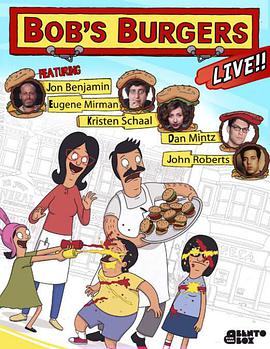 BOB'S BURGERS
LIVE!!
FEATURING
Jon Benjamin
Eugene Mirman
Kristen Schaal
Dan Mintz
John Roberts
BENTO
BOX